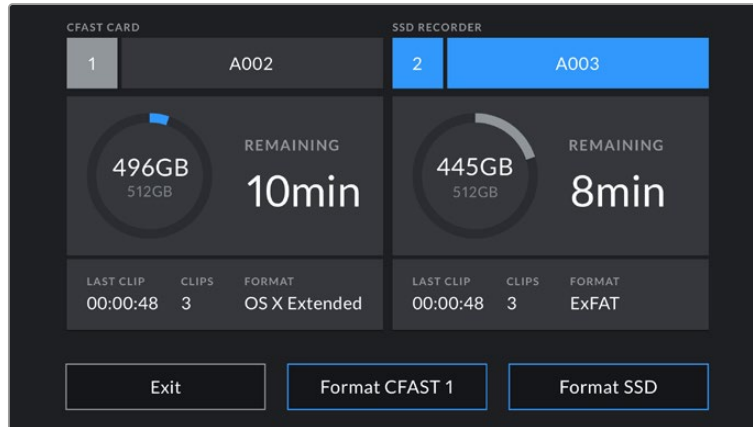 CFAST CARD
1
A002
496GB
512GB
REMAINING
10min
LAST CLIP
CLIPS
FORMAT
00:00:48
3
OS X Extended
SSD RECORDER
2
A003
445GB
512GB
REMAINING
8min
LAST CLIP
CLIPS
FORMAT
00:00:48
3
ExFAT
Exit
Format CFAST 1
Format SSD